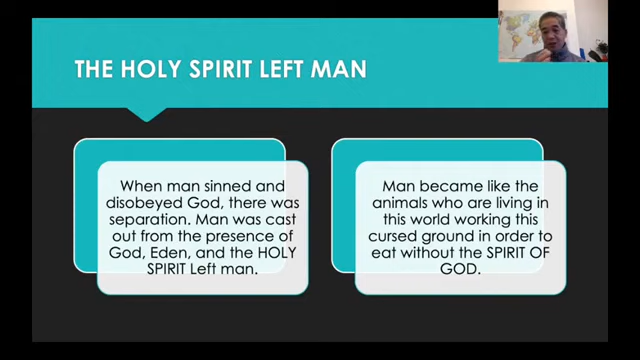 THE HOLY SPIRIT LEFT MAN
When man sinned and
disobeyed God, there was
separation. Man was cast
out from the presence of
God, Eden, and the HOLY
SPIRIT Left man.
Man became like the
animals who are living in
this world working this
cursed ground in order to
eat without the SPIRIT OF
GOD.